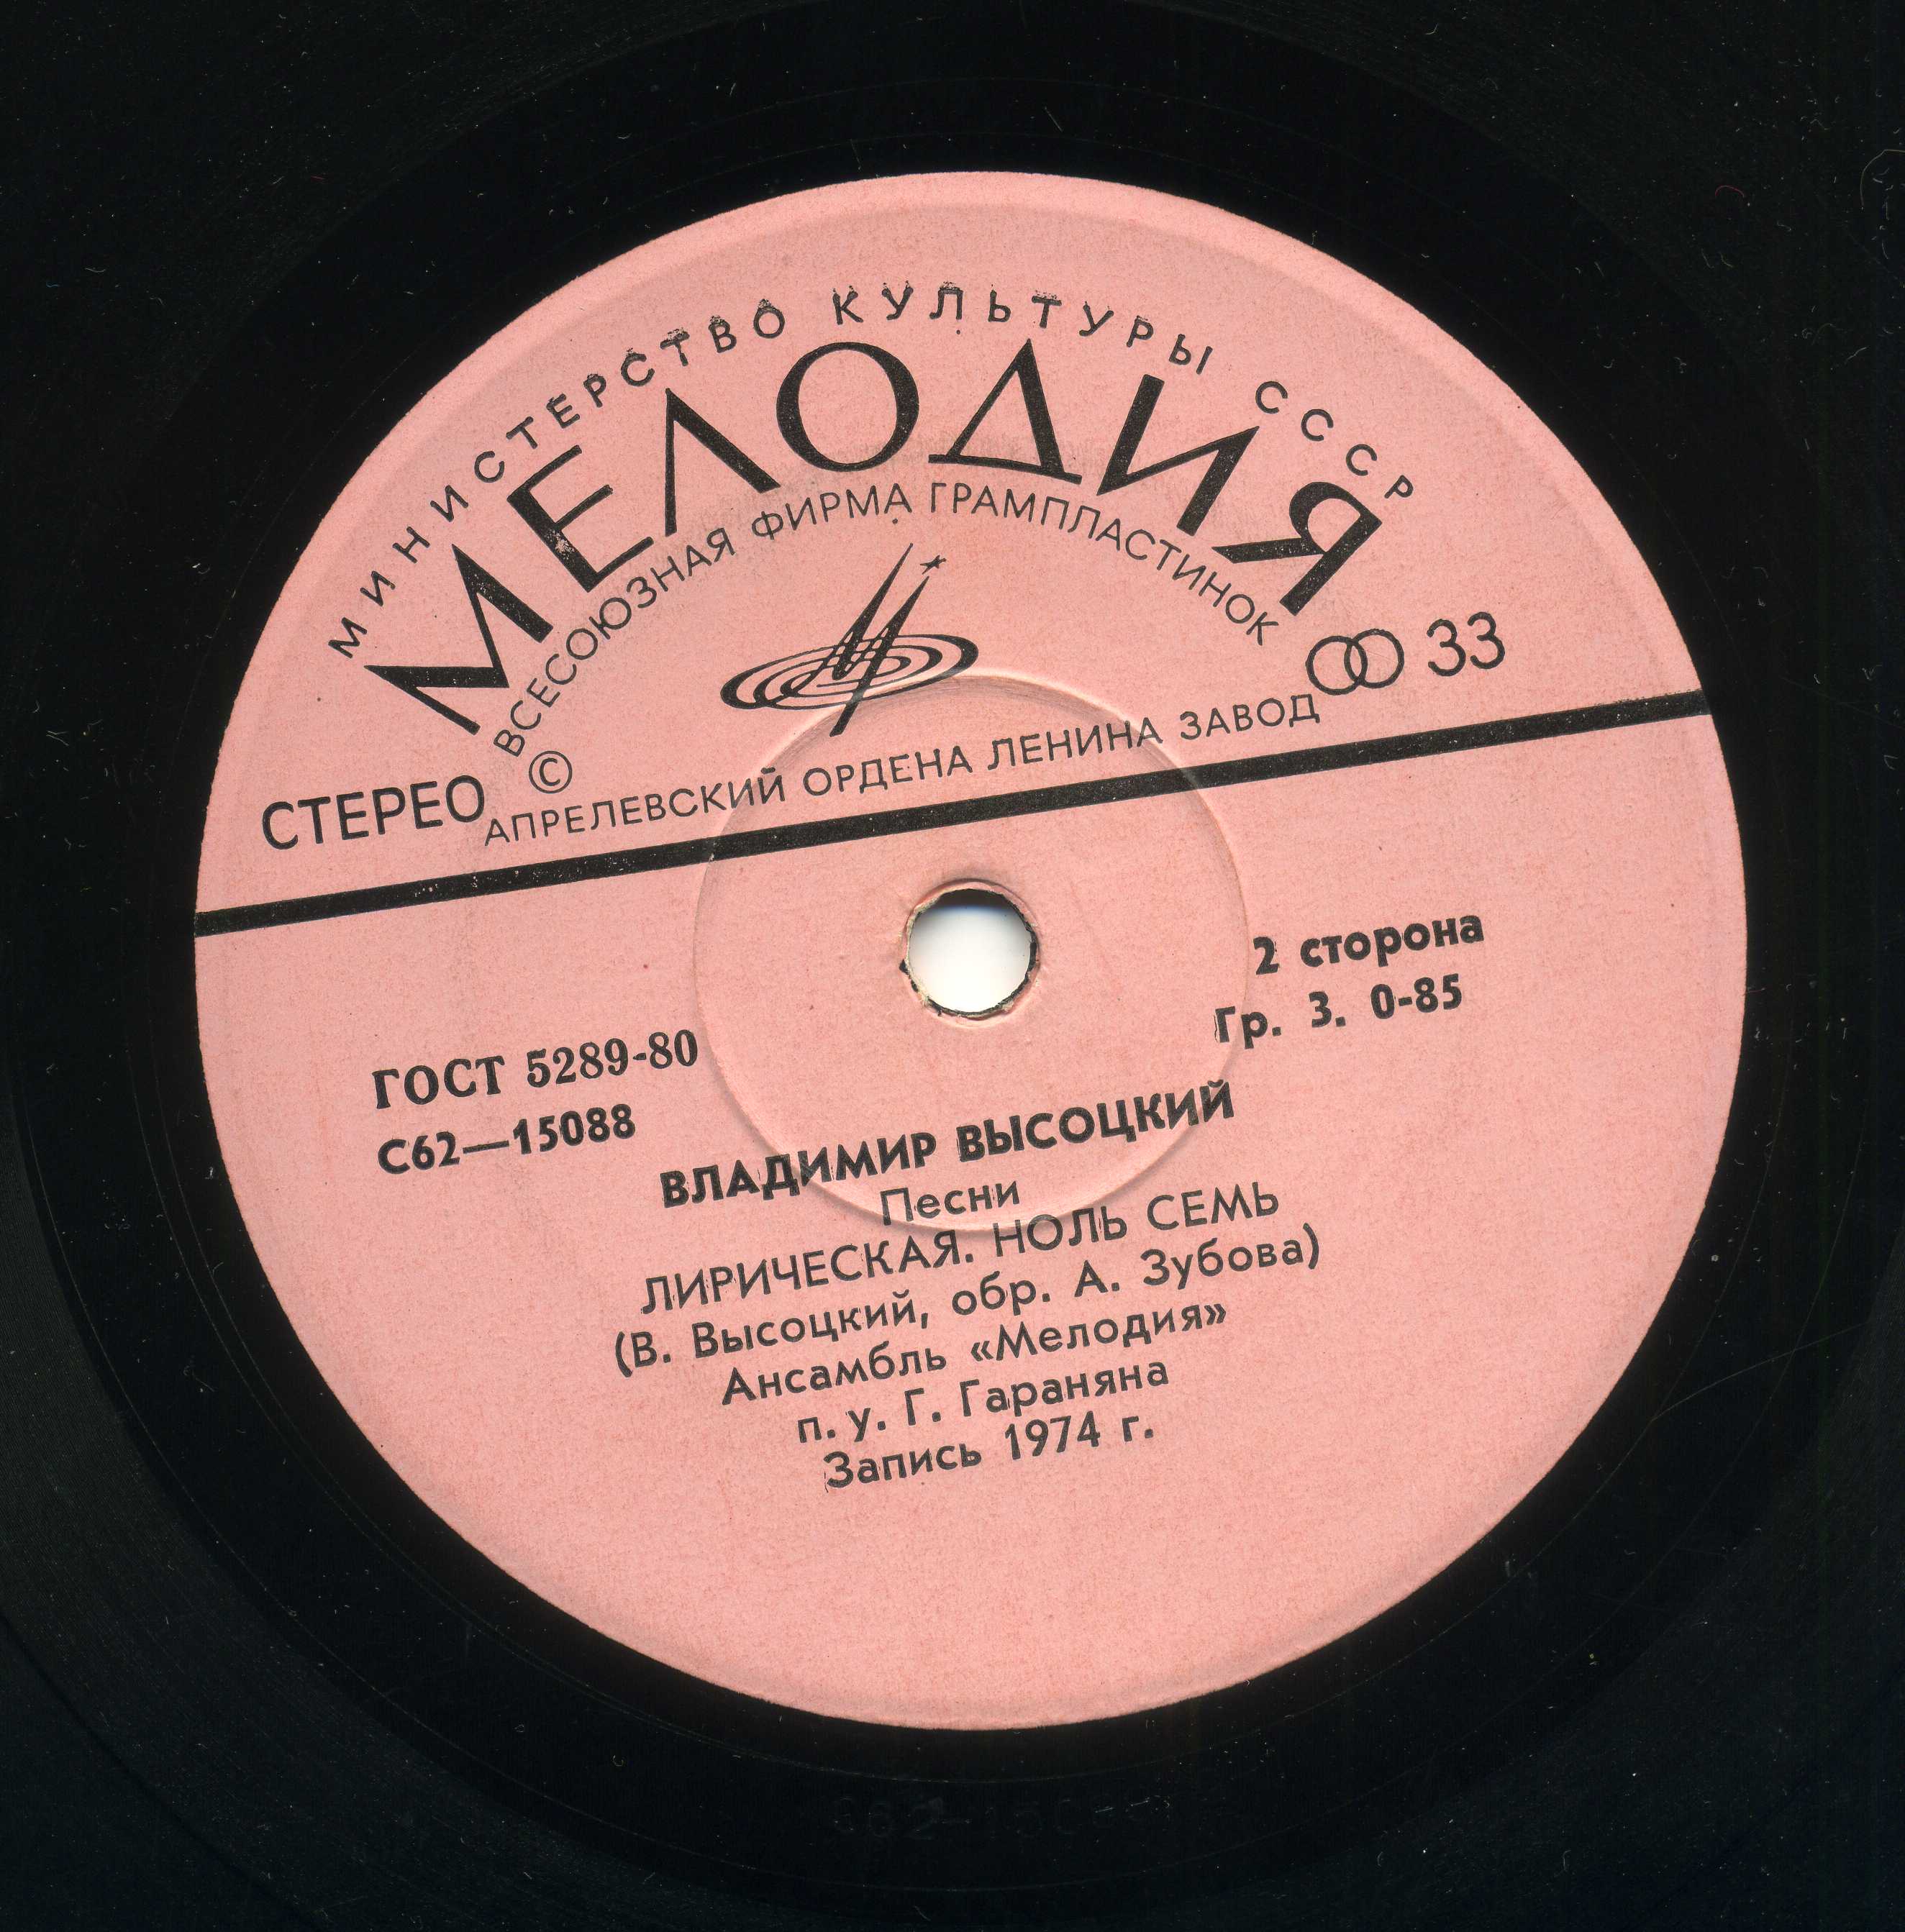 МИНИСТЕРСТВО КУЛЬТУРЫ СССР
МЕЛОДИЯ
ВСЕСОЮЗНАЯ ФИРМА ГРАМПЛАСТИНОК
33
СТЕРЕО
©
АПРЕЛЕВСКИЙ ОРДЕНА ЛЕНИНА ЗАВОД
2 сторона
Гр. 3. 0-85
ГОСТ 5289-80
С62—15088
ВЛАДИМИР ВЫСОЦКИЙ
Песни
ЛИРИЧЕСКАЯ. НОЛЬ СЕМЬ
(В. Высоцкий, обр. А. Зубова)
Ансамбль «Мелодия»
п. у. Г. Гараняна
Запись 1974 г.